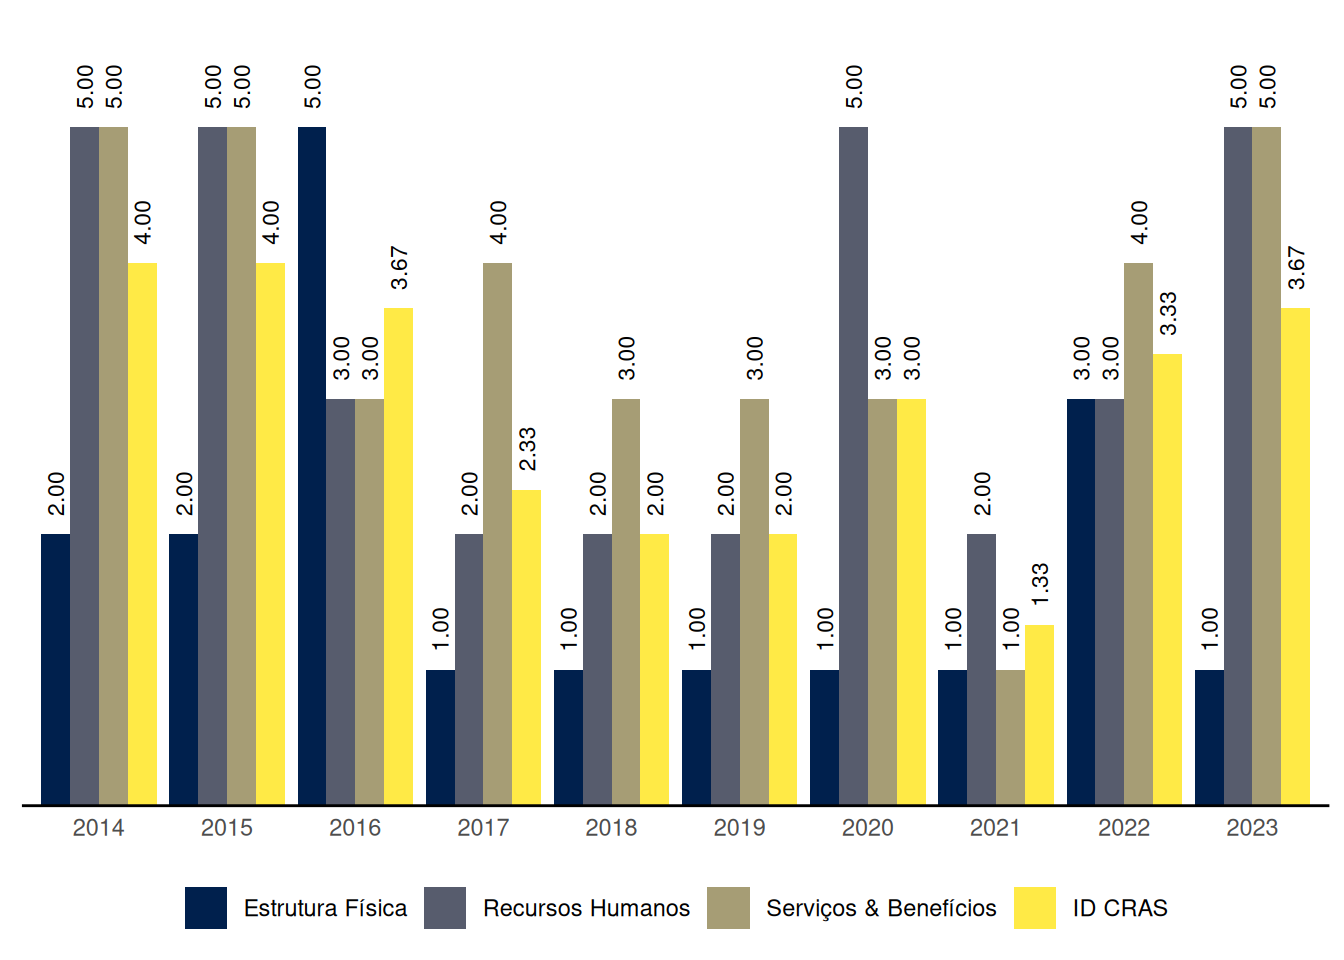 5.00 5.00 5.00 5.00 5.00 5.00 5.00 5.00
4.00 4.00 4.00 4.00
3.67 3.67
3.33
3.00 3.00 3.00 3.00 3.00 3.00 3.00 3.00
2.33
2.00 2.00 2.00 2.00 2.00 2.00 2.00 2.00
1.33
1.00 1.00 1.00 1.00 1.00 1.00 1.00
2014 2015 2016 2017 2018 2019 2020 2021 2022 2023
Estrutura Física Recursos Humanos Serviços & Benefícios ID CRAS